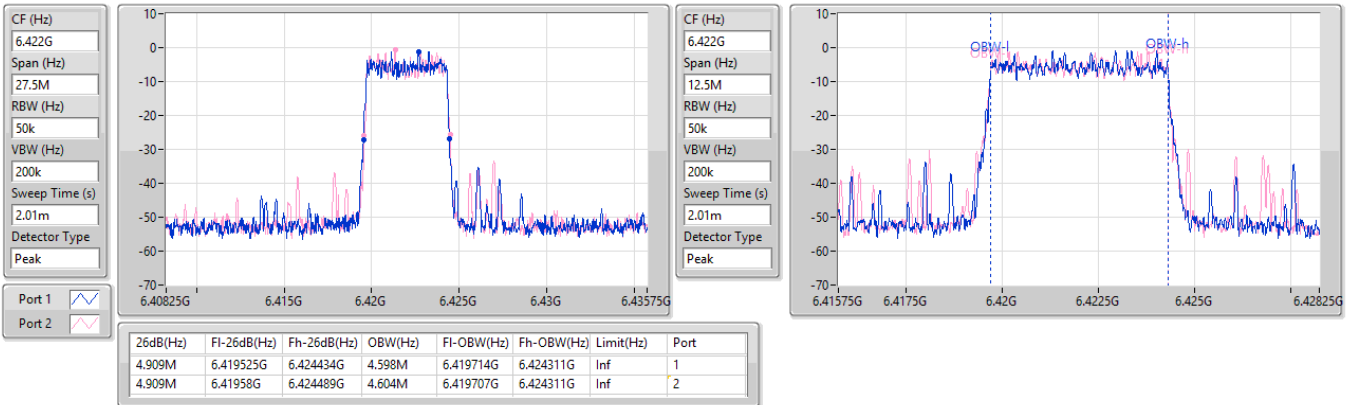 CF (Hz)
6.422G
Span (Hz)
27.5M
RBW (Hz)
50k
VBW (Hz)
200k
Sweep Time (s)
2.01m
Detector Type
Peak
Port 1
Port 2
10-
0-
-10-
-20-
-30-
-40-
-50-
-60-
-70-
6.40825G 6.415G 6.42G 6.425G 6.43G 6.43575G
CF (Hz)
6.422G
Span (Hz)
12.5M
RBW (Hz)
50k
VBW (Hz)
200k
Sweep Time (s)
2.01m
Detector Type
Peak
10-
0-
-10-
-20-
-30-
-40-
-50-
-60-
-70-
OBW-l OBW-h
6.41575G 6.4175G 6.42G 6.4225G 6.425G 6.42825G
26dB(Hz) Fl-26dB(Hz) Fh-26dB(Hz) OBW(Hz) Fl-OBW(Hz) Fh-OBW(Hz) Limit(Hz) Port
4.909M 6.419525G 6.424434G 4.598M 6.419714G 6.424311G Inf 1
4.909M 6.41958G 6.424489G 4.604M 6.419707G 6.424311G Inf 2